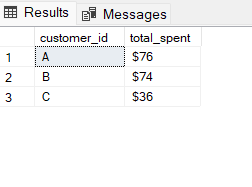 Results Messages
customer_id total_spent
1 A $76
2 B $74
3 C $36